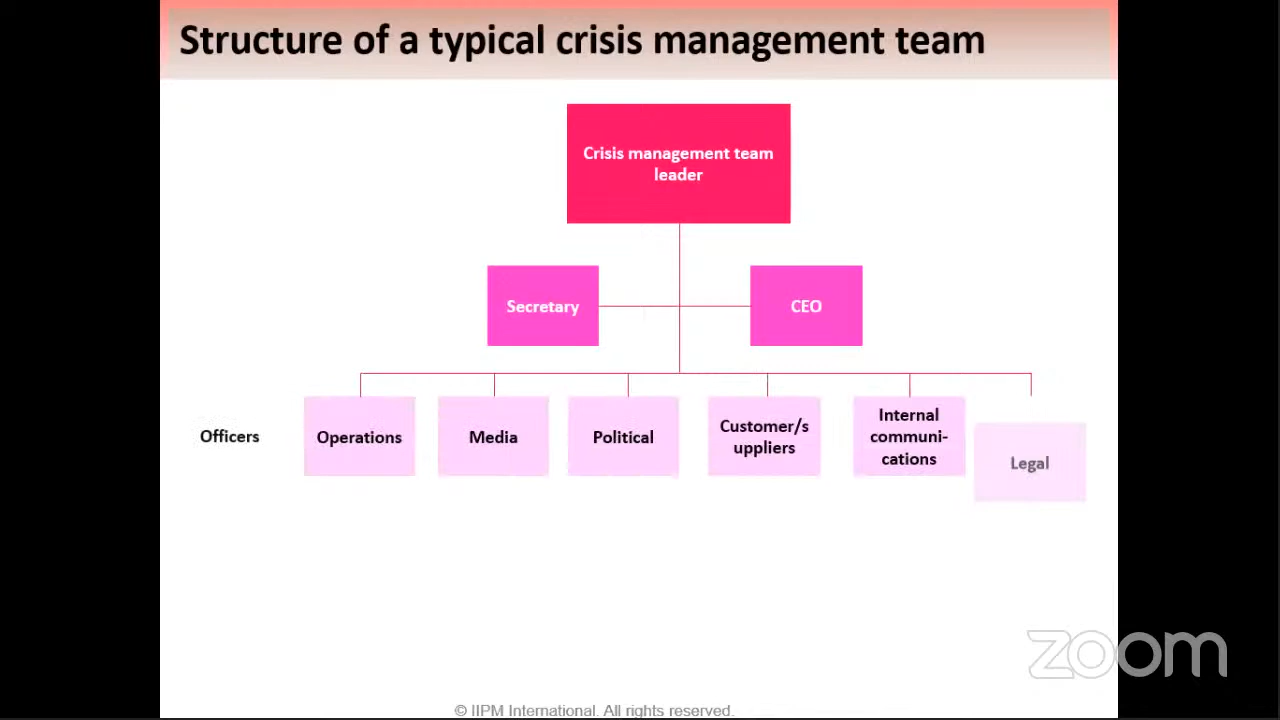 Structure of a typical crisis management team
Crisis management team
leader
Secretary
CEO
Officers
Operations
Media
Political
Customer/s
uppliers
Internal
communi-
cations
Legal
zoom
© IIPM International. All rights reserved.